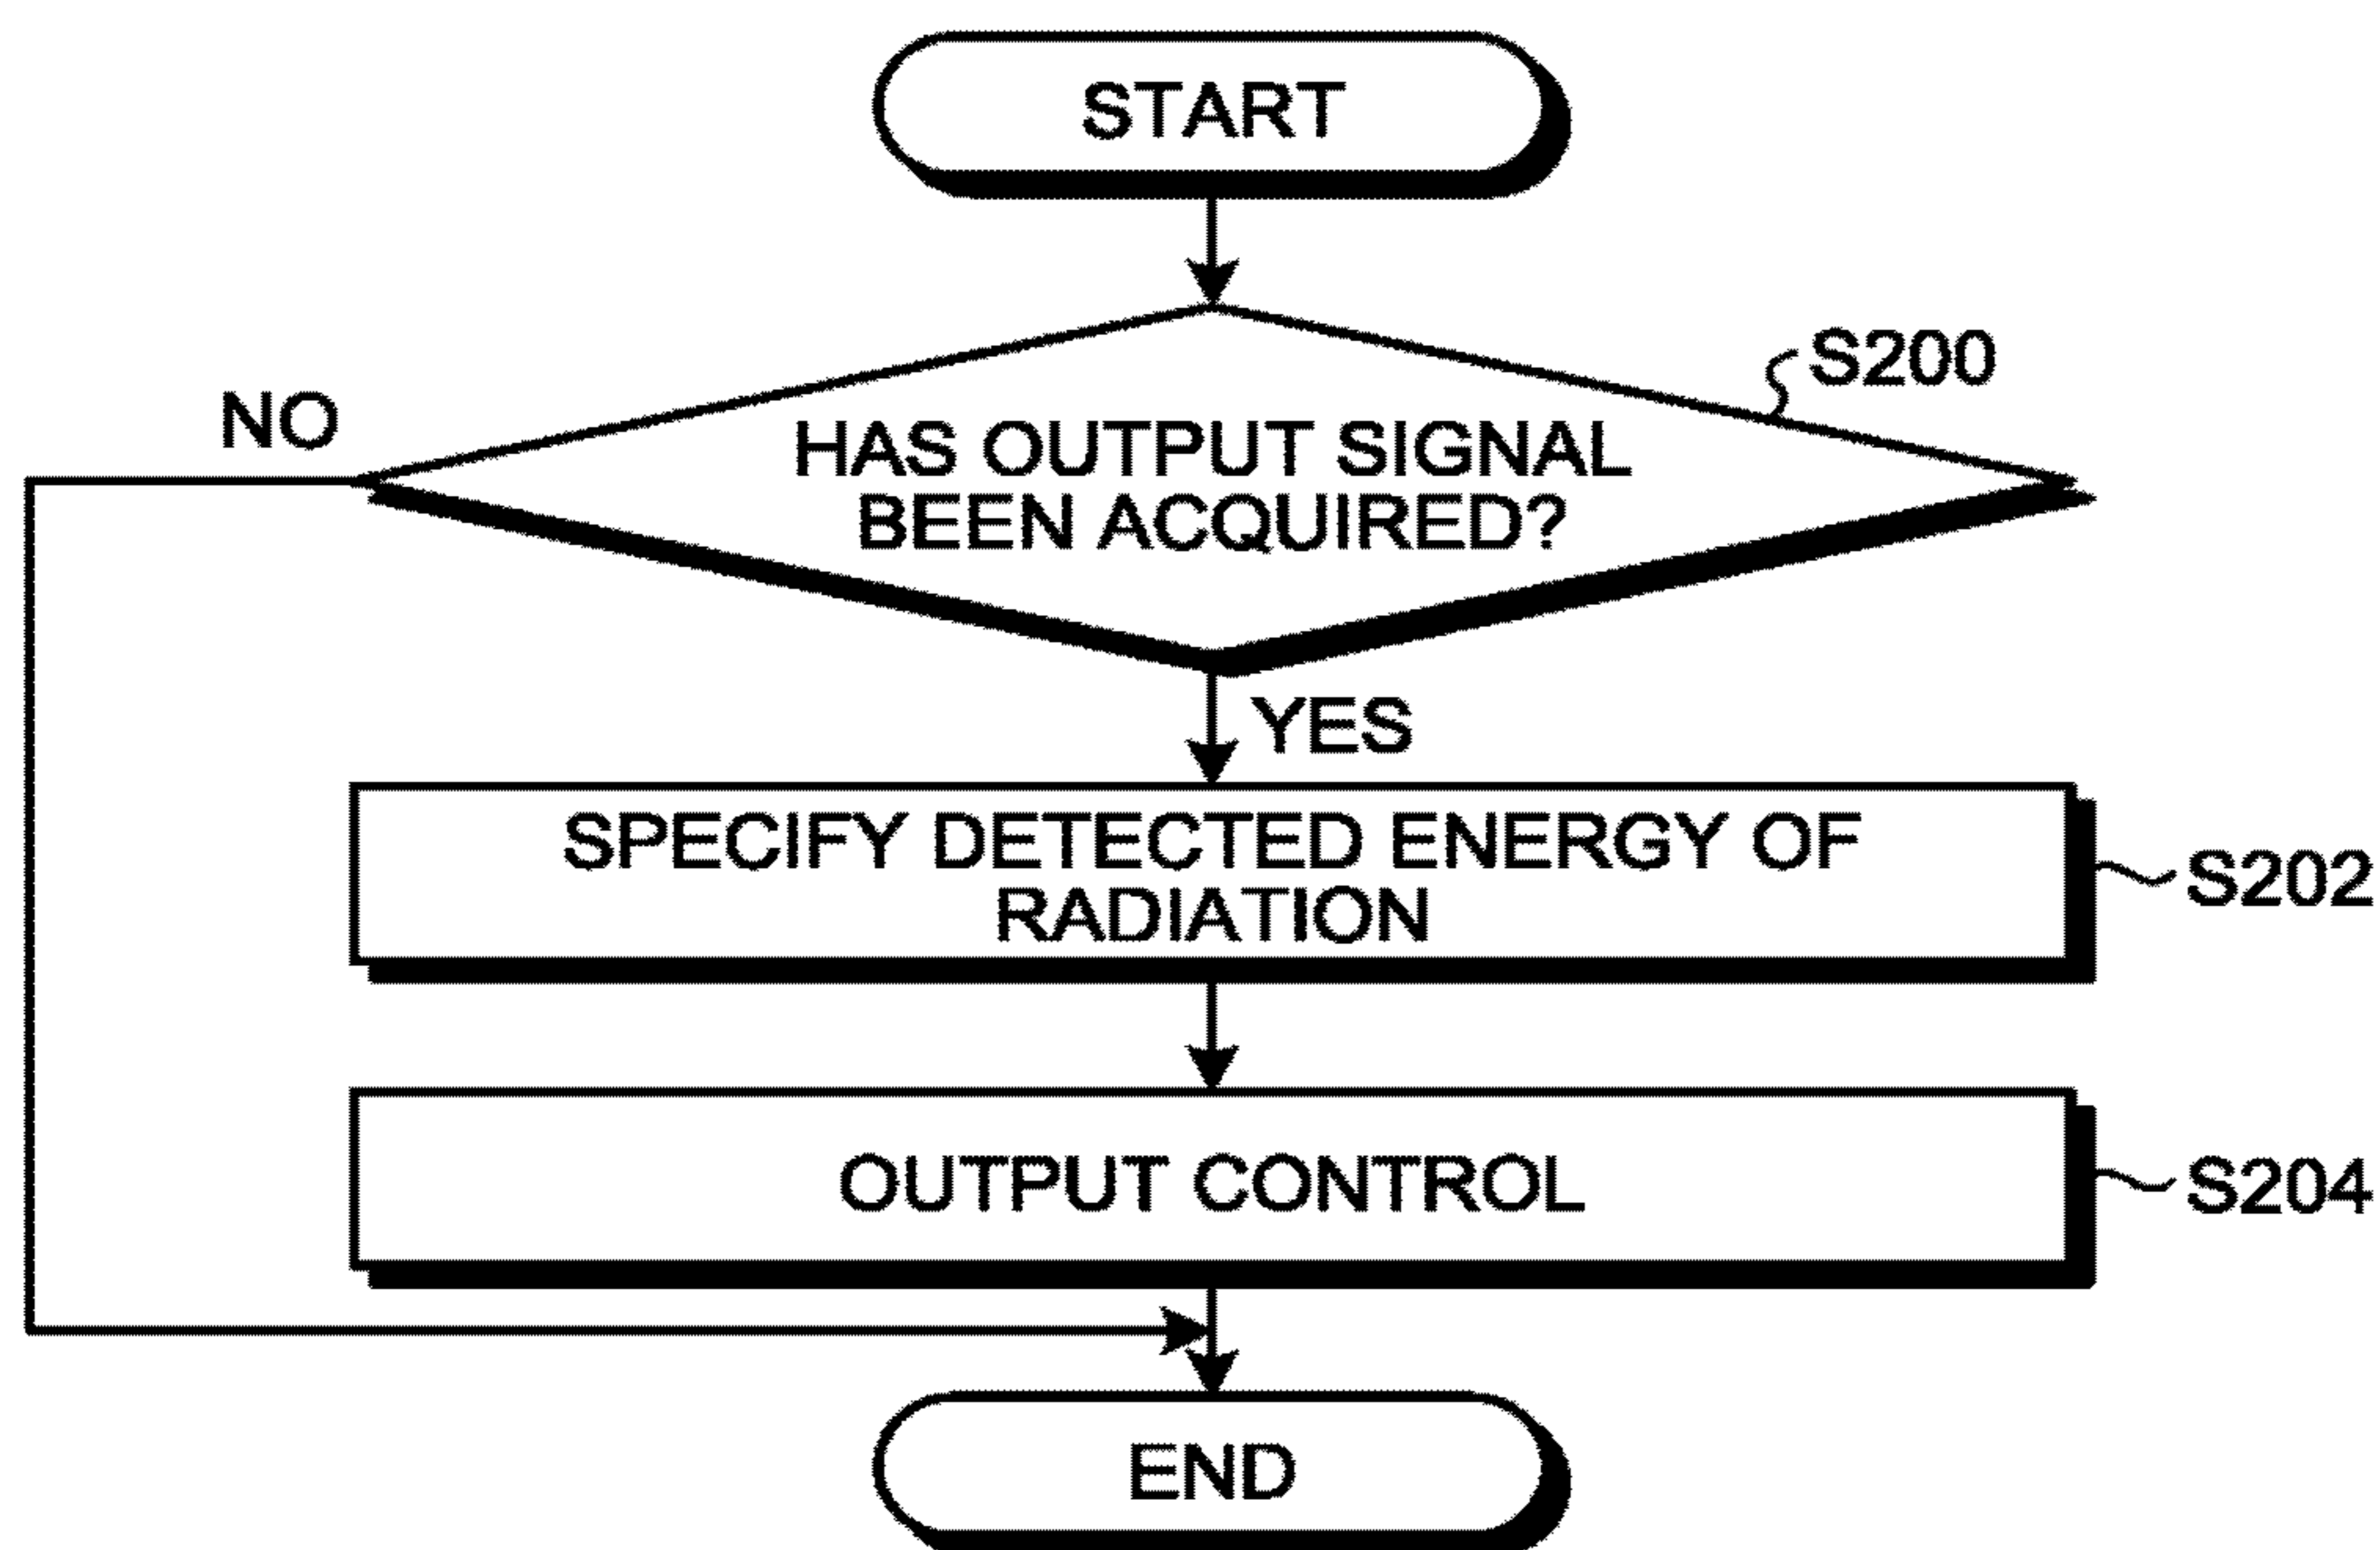 START
S200
NO
HAS OUTPUT SIGNAL
BEEN ACQUIRED?
YES
SPECIFY DETECTED ENERGY OF
RADIATION
S202
OUTPUT CONTROL
S204
END